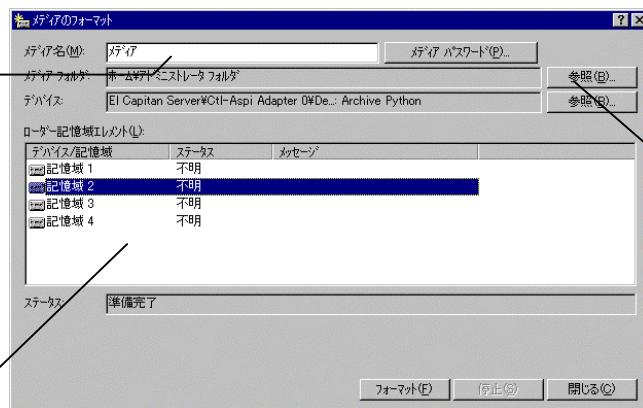 メディアのフォーマット
メディア名(M): メディア メディア パスワード(P)...
メディア フォルダ: ホーム¥アドミニストレータ フォルダ 参照(B)...
デバイス: El Capitan Server¥Ctl-Aspi Adapter 0¥De...: Archive Python 参照(B)...
ローダー記憶域エレメント(L):
デバイス/記憶域 ステータス メッセージ
記憶域 1 不明
記憶域 2 不明
記憶域 3 不明
記憶域 4 不明
ステータス: 準備完了
フォーマット(F) 停止(S) 閉じる(C)